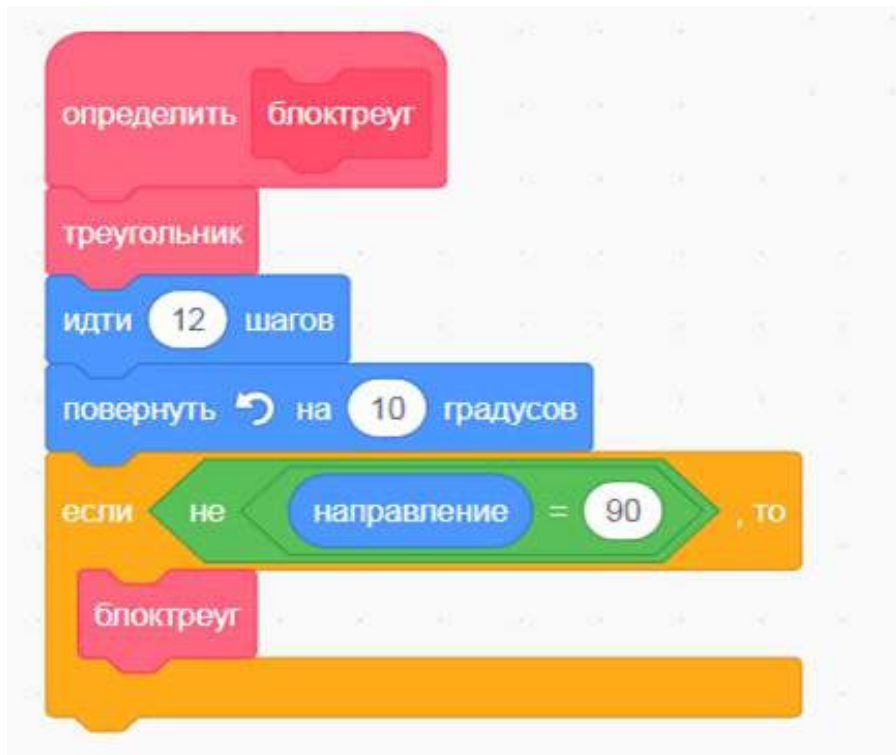 определить блоктреуг
треугольник
идти 12 шагов
повернуть на 10 градусов
если не направление = 90 , то
блоктреуг